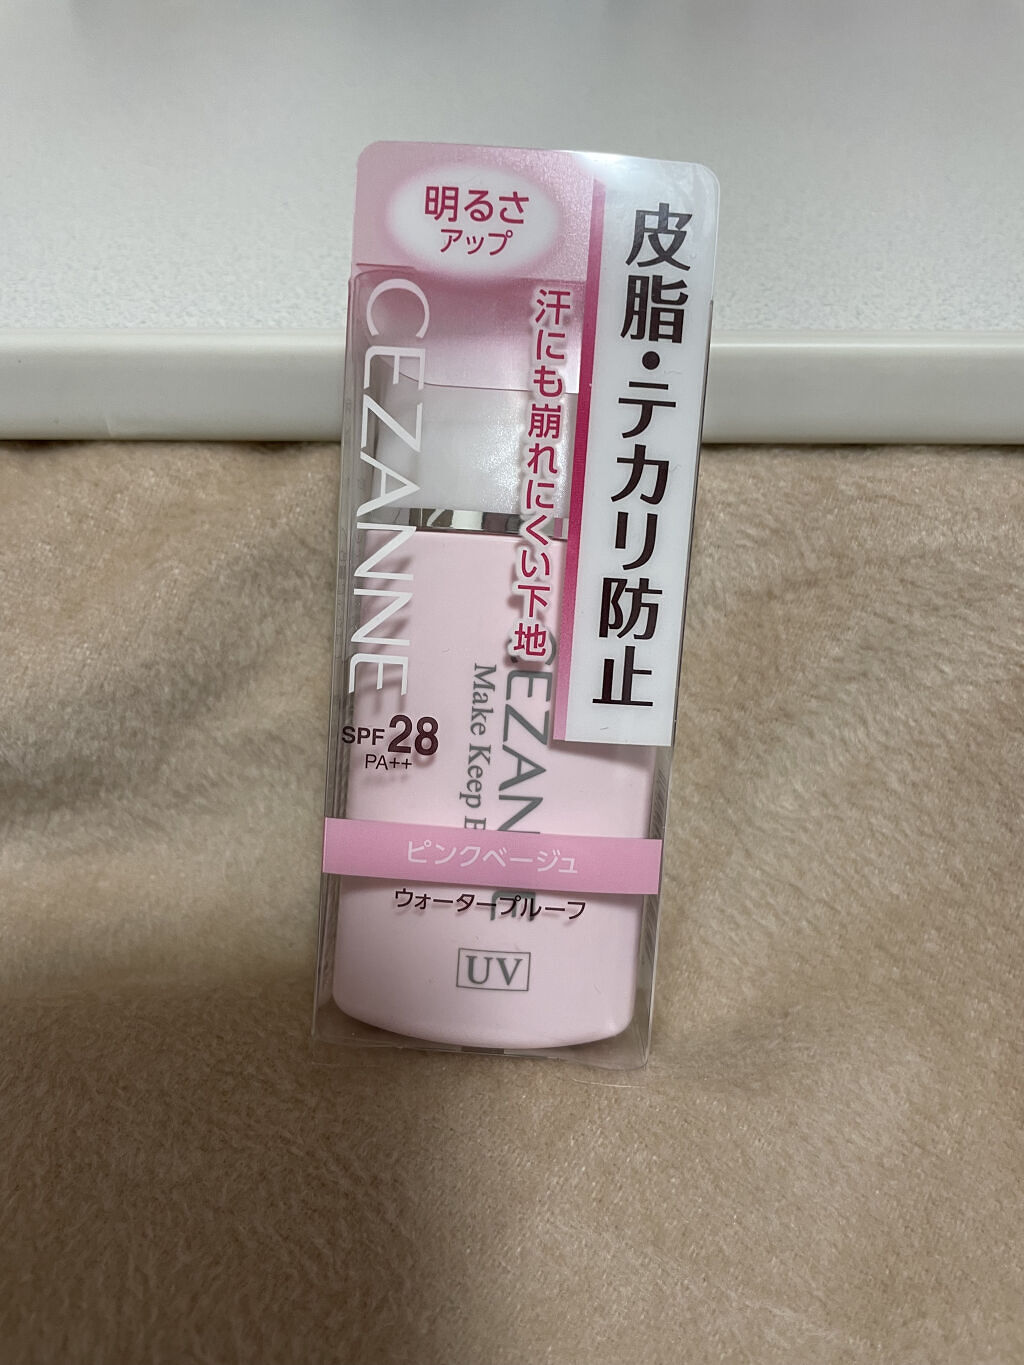 明るさ
アップ
皮脂・テカリ防止
汗にも崩れにくい下地
CEZANNE
SPF 28
PA++
Make Keep
ピンクベージュ
ウォータープルーフ
UV